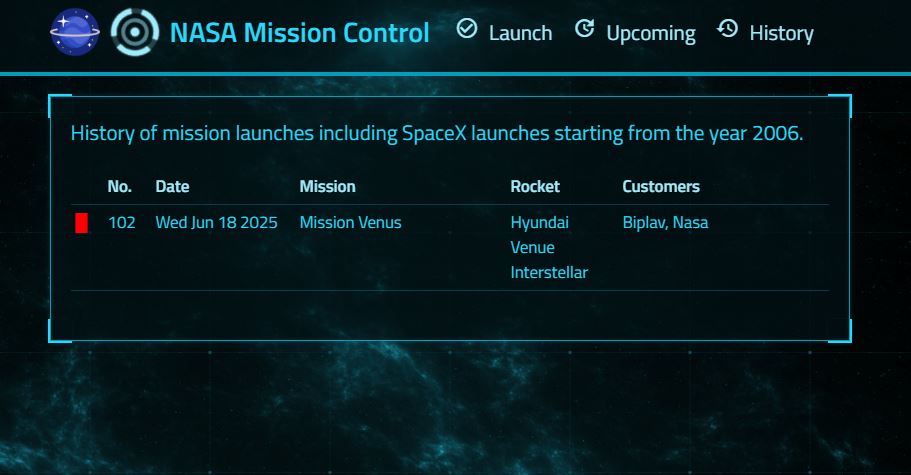 NASA Mission Control Launch Upcoming History
History of mission launches including SpaceX launches starting from the year 2006.
No. Date Mission Rocket Customers
102 Wed Jun 18 2025 Mission Venus Hyundai Biplav, Nasa
Venue
Interstellar